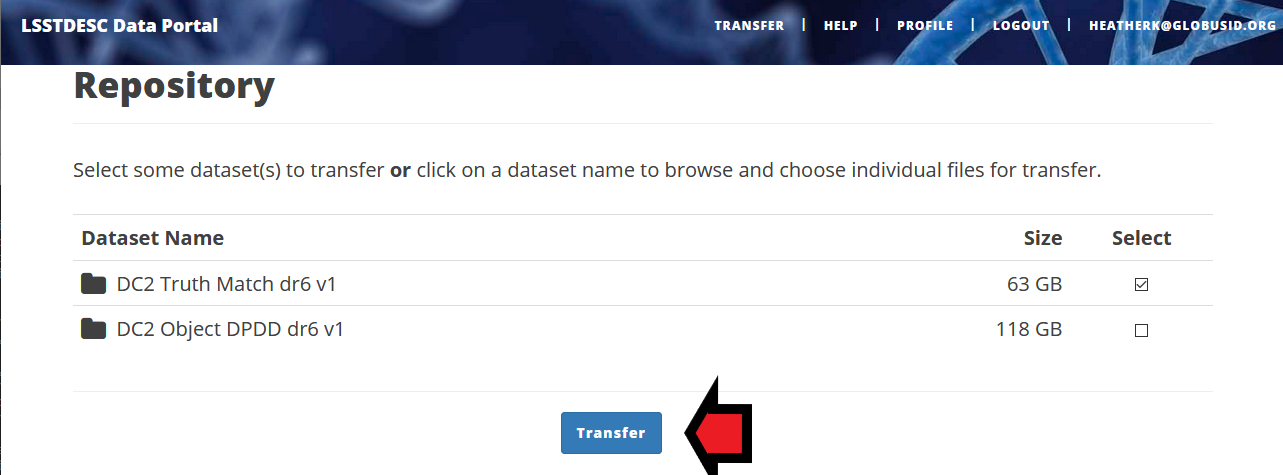 LSSTDESC Data Portal TRANSFER | HELP | PROFILE | LOGOUT | HEATHERK@GLOBUSID.ORG
Repository
Select some dataset(s) to transfer or click on a dataset name to browse and choose individual files for transfer.
Dataset Name Size Select
DC2 Truth Match dr6 v1 63 GB
DC2 Object DPDD dr6 v1 118 GB
Transfer